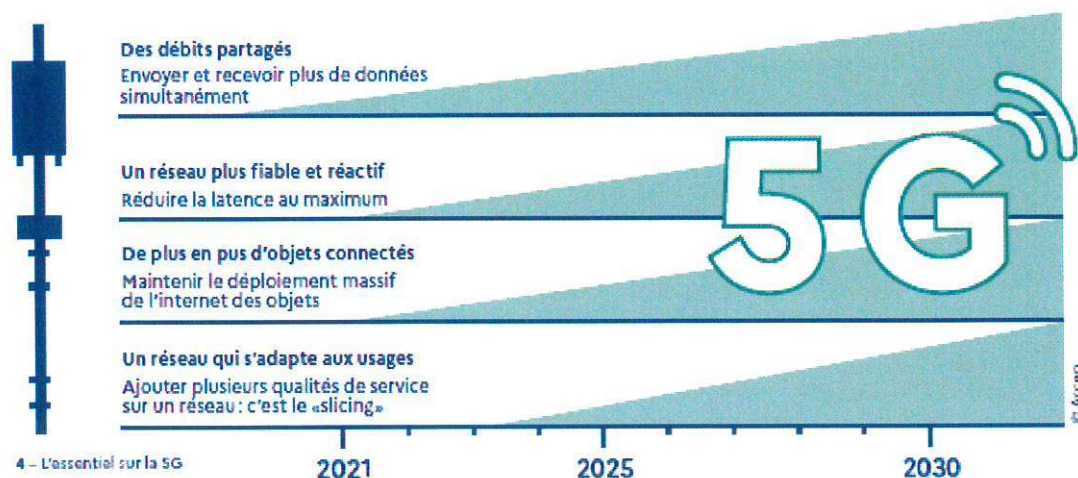 Des débits partagés
Envoyer et recevoir plus de données
simultanément
Un réseau plus fiable et réactif
Réduire la latence au maximum
De plus en pus d'objets connectés
Maintenir le déploiement massif
de l'internet des objets
Un réseau qui s'adapte aux usages
Ajouter plusieurs qualités de service
sur un réseau : c'est le «slicing»
5G
© Arcep
4 – L'essentiel sur la 5G
2021
2025
2030